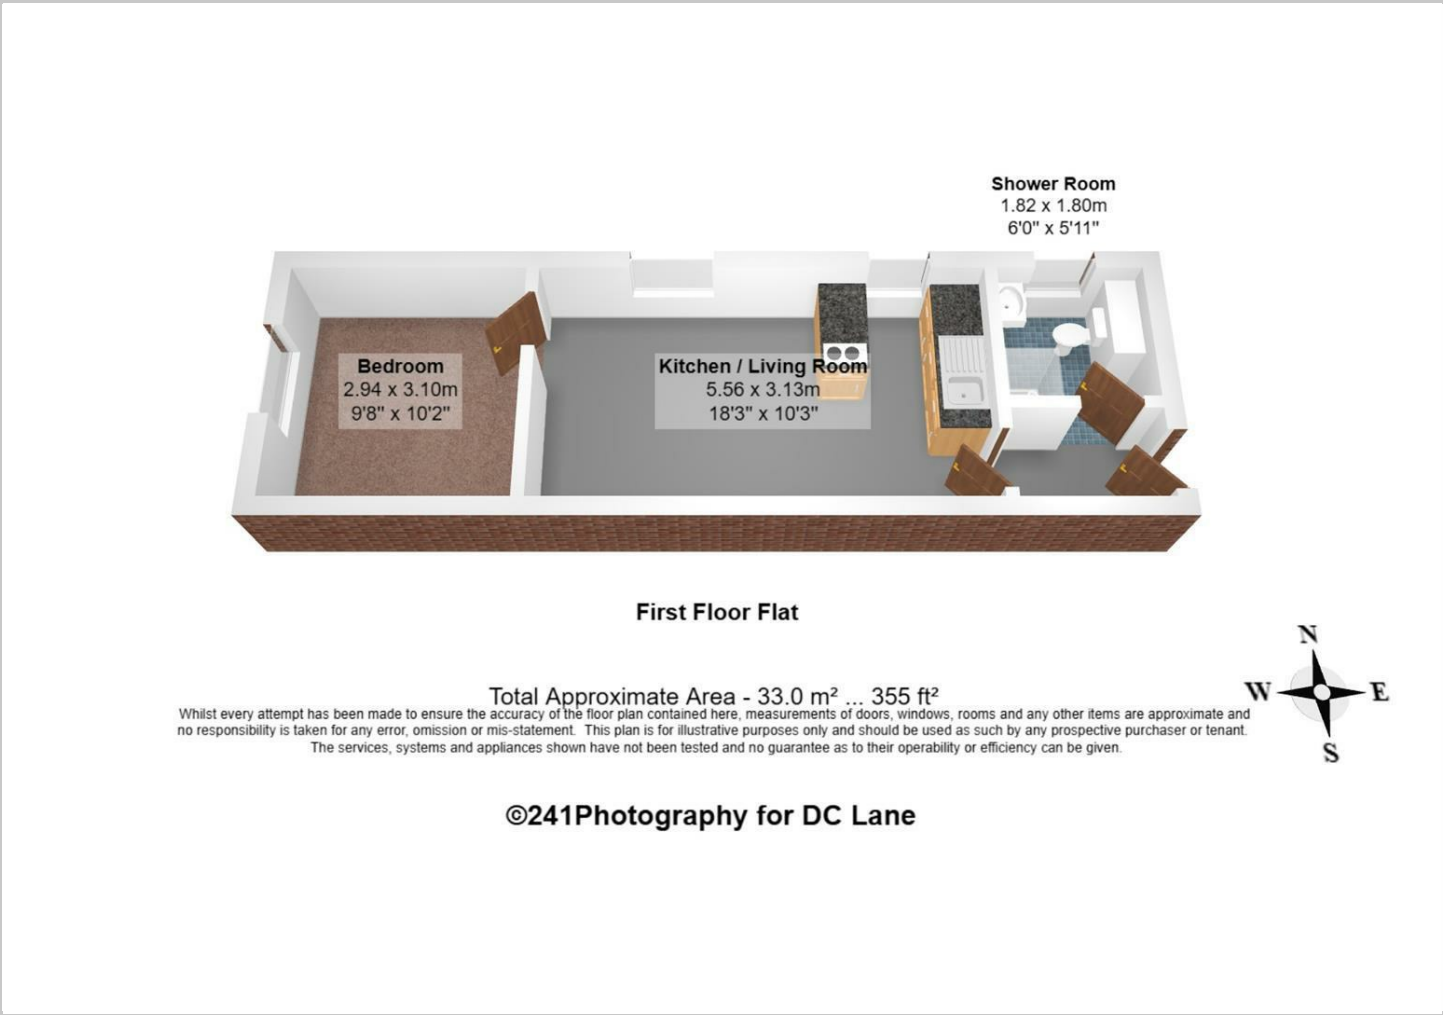 Shower Room
1.82 x 1.80m
6'0" x 5'11"
Bedroom
2.94 x 3.10m
9'8" x 10'2"
Kitchen / Living Room
5.56 x 3.13m
18'3" x 10'3"
First Floor Flat
N
W E
S
Total Approximate Area - 33.0 m² ... 355 ft²
Whilst every attempt has been made to ensure the accuracy of the floor plan contained here, measurements of doors, windows, rooms and any other items are approximate and
no responsibility is taken for any error, omission or mis-statement. This plan is for illustrative purposes only and should be used as such by any prospective purchaser or tenant.
The services, systems and appliances shown have not been tested and no guarantee as to their operability or efficiency can be given.
©241Photography for DC Lane